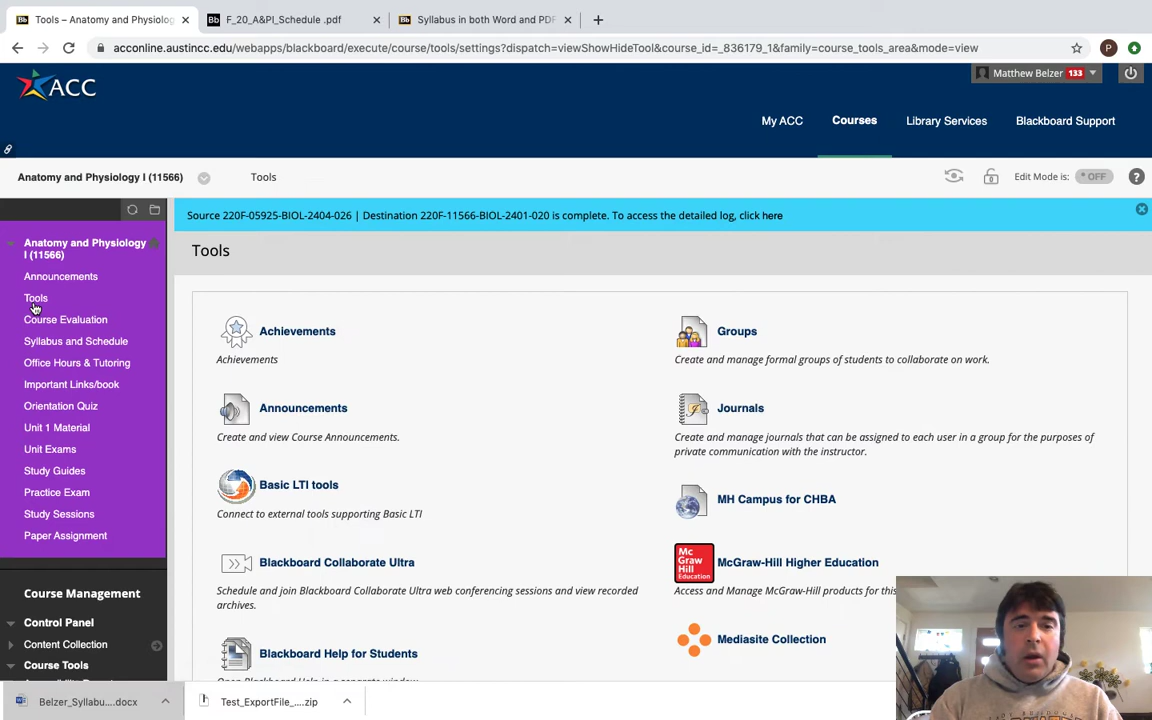 Tools – Anatomy and Physiolog
F_20_A&PI_Schedule .pdf
Syllabus in both Word and PDF
acconline.austincc.edu/webapps/blackboard/execute/course/tools/settings?dispatch=viewShowHideTool&course_id=_836179_1&family=course_tools_area&mode=view
P
ACC
Matthew Belzer 133
My ACC
Courses
Library Services
Blackboard Support
Anatomy and Physiology I (11566)
Tools
Edit Mode is: OFF
Source 220F-05925-BIOL-2404-026 | Destination 220F-11566-BIOL-2401-020 is complete. To access the detailed log, click here
Tools
Anatomy and Physiology
I (11566)
Announcements
Tools
Course Evaluation
Syllabus and Schedule
Office Hours & Tutoring
Important Links/book
Orientation Quiz
Unit 1 Material
Unit Exams
Study Guides
Practice Exam
Study Sessions
Paper Assignment
Course Management
Control Panel
Content Collection
Course Tools
Achievements
Achievements
Announcements
Create and view Course Announcements.
Basic LTI tools
Connect to external tools supporting Basic LTI
Blackboard Collaborate Ultra
Schedule and join Blackboard Collaborate Ultra web conferencing sessions and view recorded
archives.
Blackboard Help for Students
Open Blackboard Help in a separate window.
Groups
Create and manage formal groups of students to collaborate on work.
Journals
Create and manage journals that can be assigned to each user in a group for the purposes of
private communication with the instructor.
MH Campus for CHBA
Mc
Graw
Hill
Education
McGraw-Hill Higher Education
Access and Manage McGraw-Hill products for this
Mediasite Collection
Belzer_Syllabu....docx
Test_ExportFile_....zip